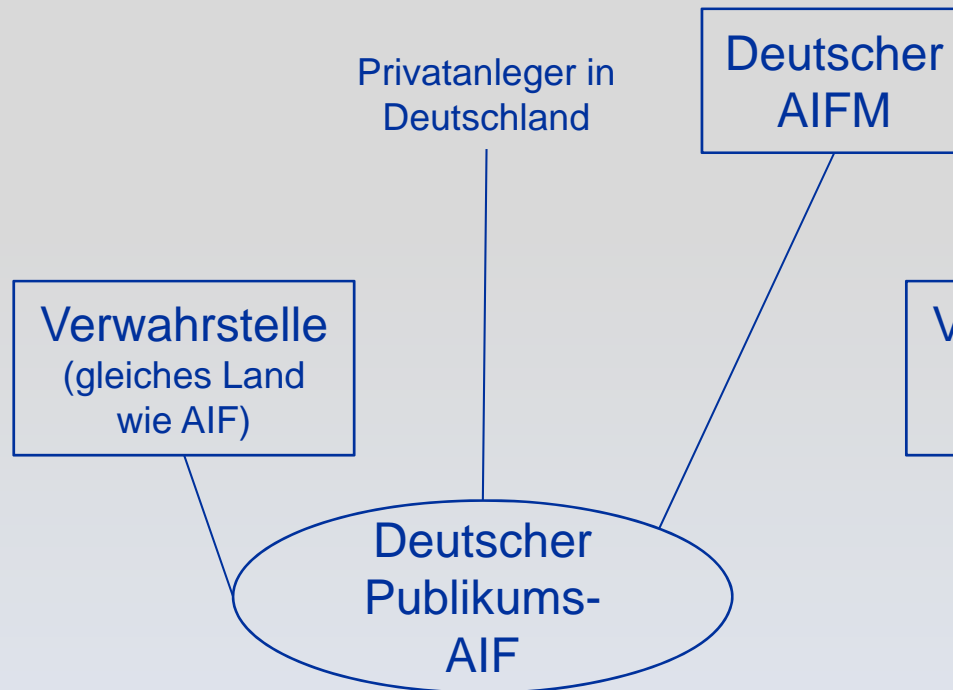 Privatanleger in
Deutschland
Deutscher
AIFM
Verwahrstelle
(gleiches Land
wie AIF)
V
Deutscher
Publikums-
AIF